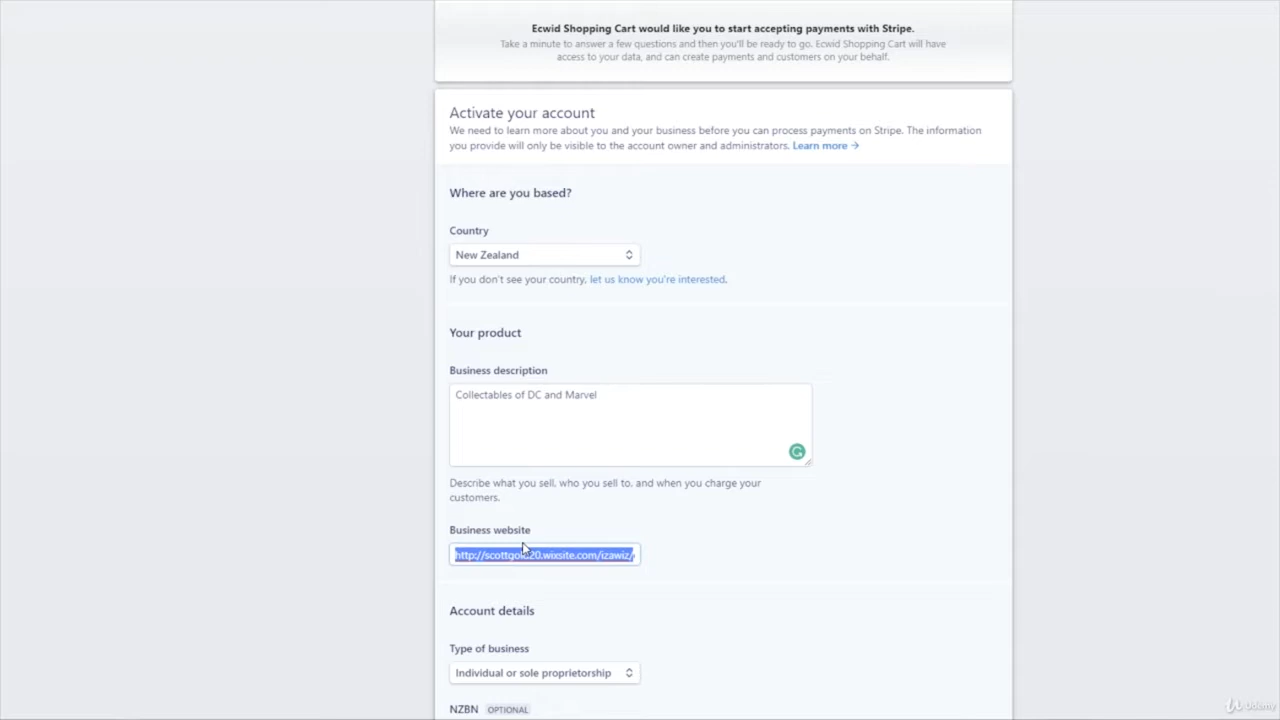 Ecwid Shopping Cart would like you to start accepting payments with Stripe.
Take a minute to answer a few questions and then you'll be ready to go. Ecwid Shopping Cart will have
access to your data, and can create payments and customers on your behalf.
Activate your account
We need to learn more about you and your business before you can process payments on Stripe. The information
you provide will only be visible to the account owner and administrators. Learn more →
Where are you based?
Country
New Zealand
If you don't see your country, let us know you're interested.
Your product
Business description
Collectables of DC and Marvel
Describe what you sell, who you sell to, and when you charge your
customers.
Business website
Account details
Type of business
Individual or sole proprietorship
NZBN OPTIONAL
Udemy